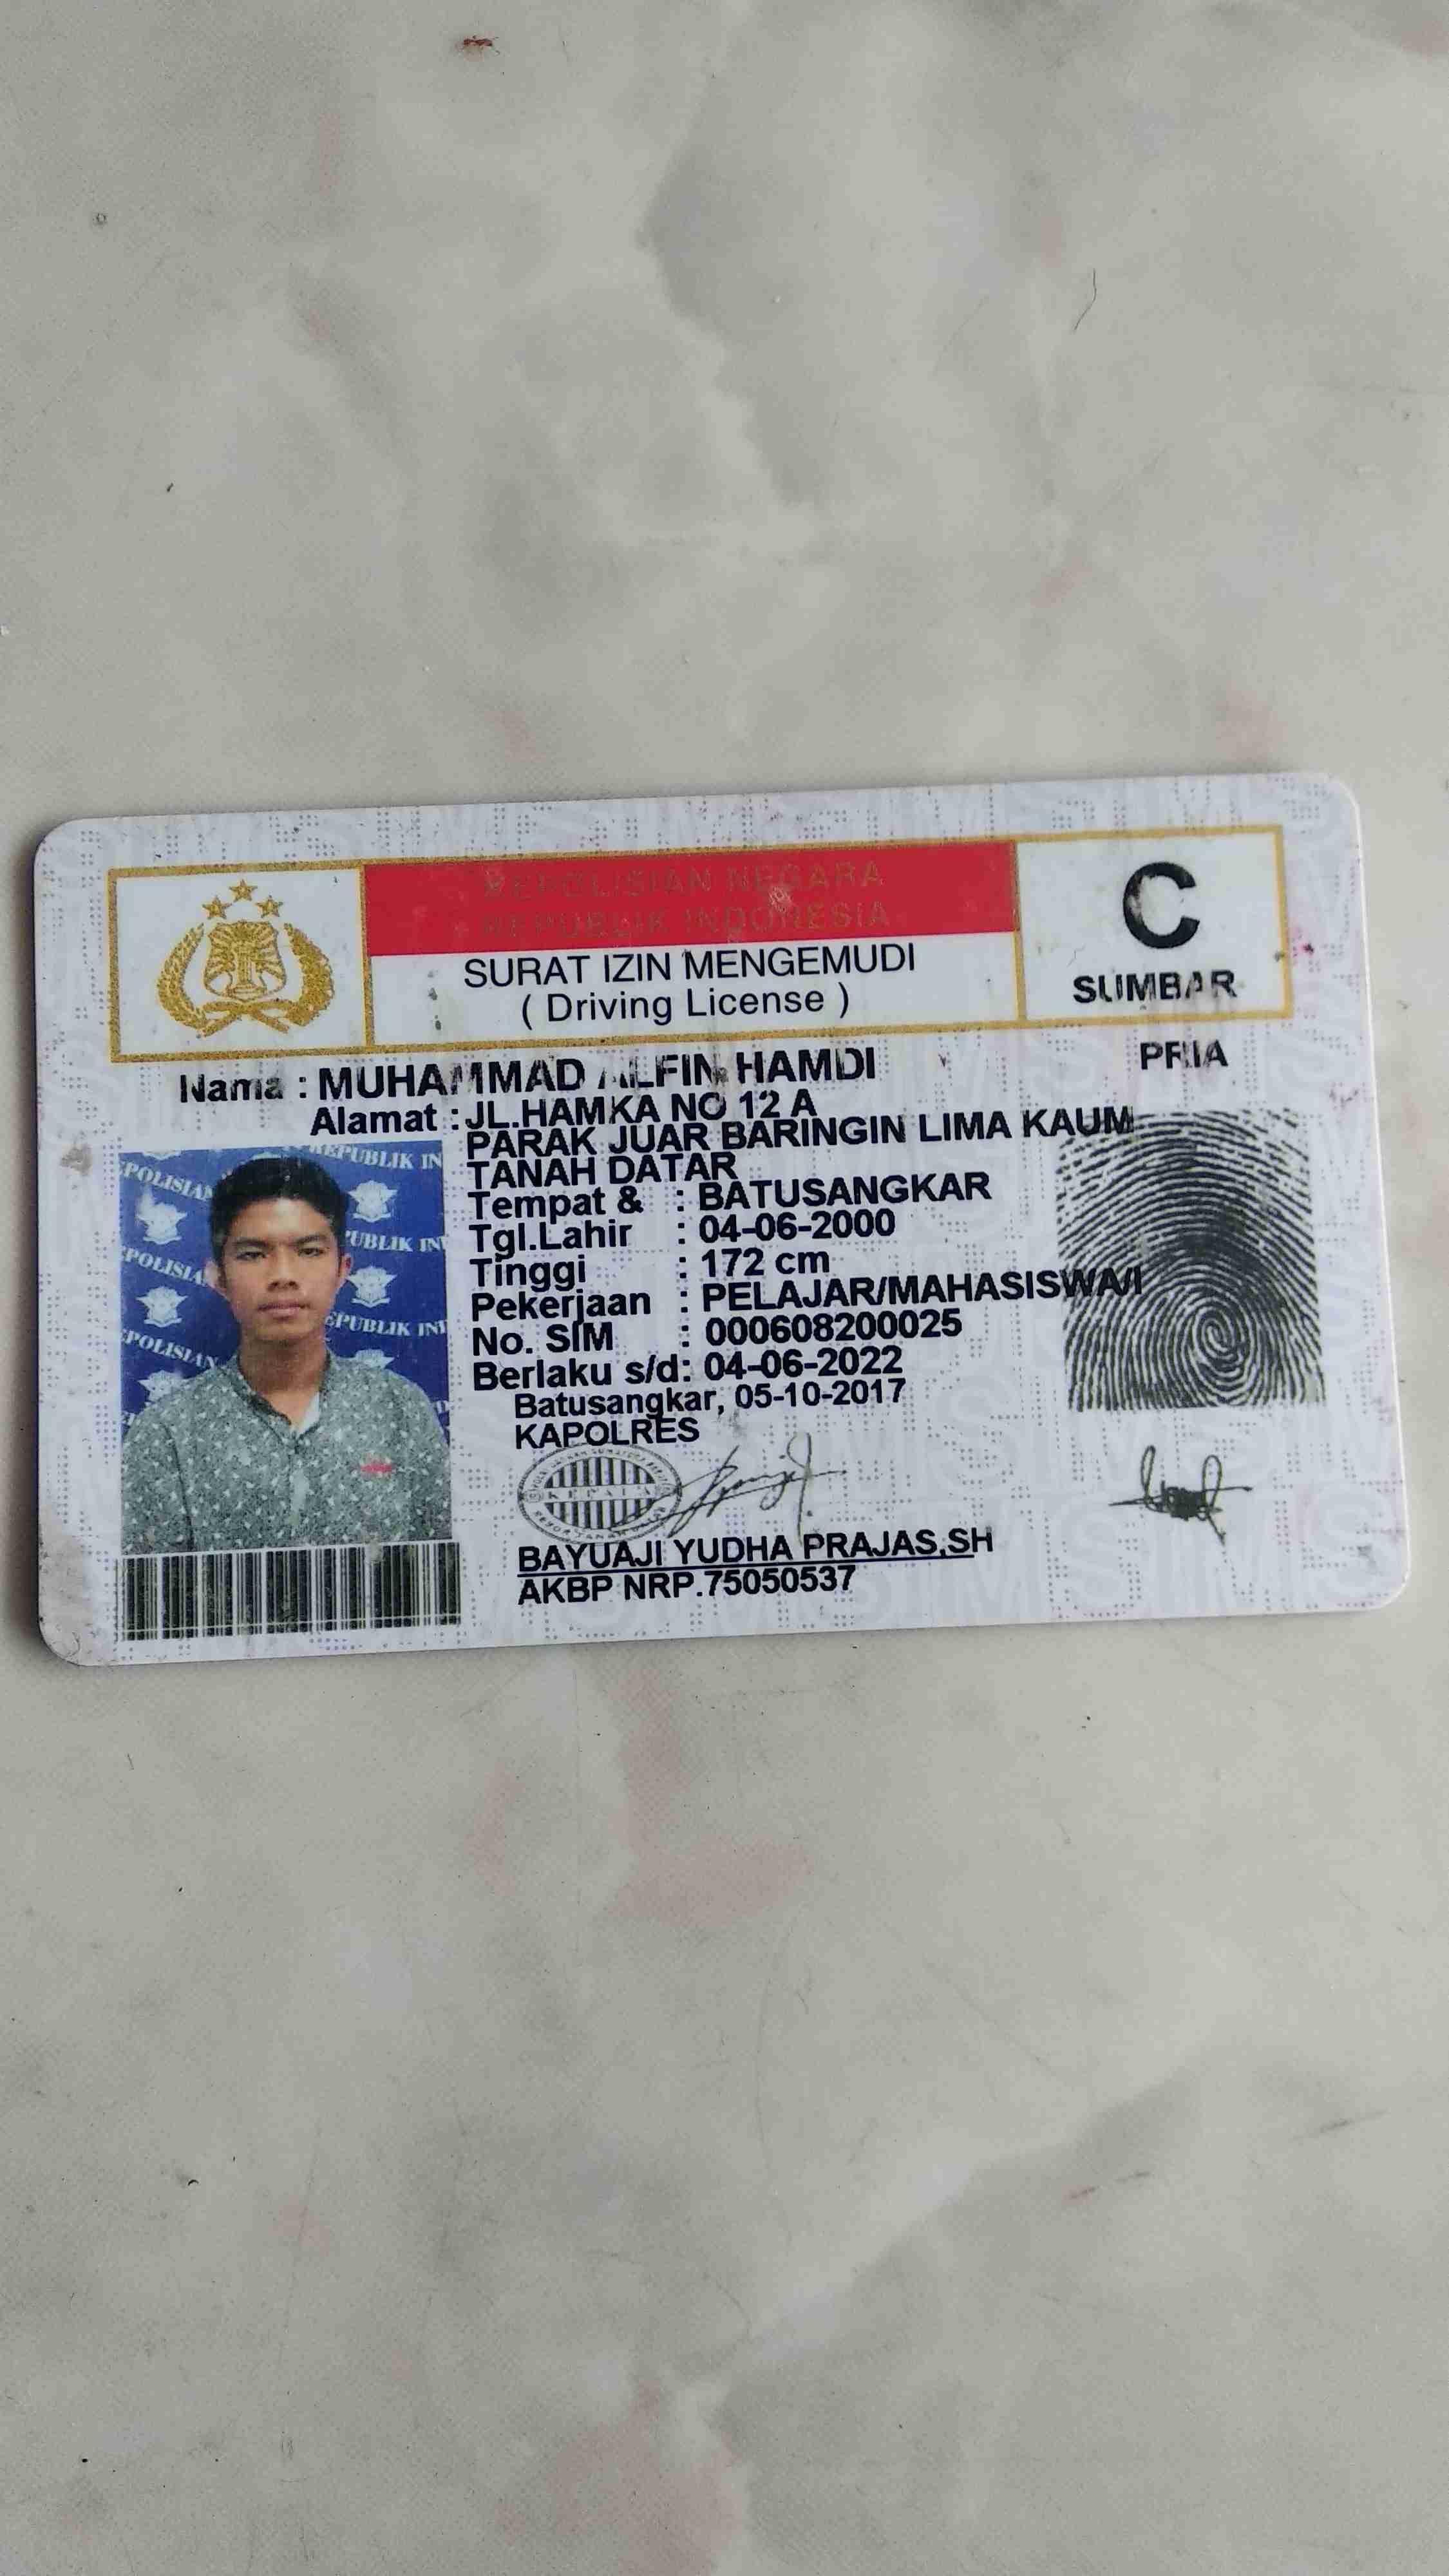 KEPOLISIAN NEGARA
REPUBLIK INDONESIA
SURAT IZIN MENGEMUDI
( Driving License )
C
SUMBAR
PRIA
Nama : MUHAMMAD ALFIN HAMDI
Alamat : JL.HAMKA NO 12 A
PARAK JUAR BARINGIN LIMA KAUM
TANAH DATAR
Tempat & : BATUSANGKAR
Tgl.Lahir : 04-06-2000
Tinggi : 172 cm
Pekerjaan : PELAJAR/MAHASISWA/I
No. SIM : 000608200025
Berlaku s/d: 04-06-2022
Batusangkar, 05-10-2017
KAPOLRES
KEPALA
BAYUAJI YUDHA PRAJAS,SH
AKBP NRP.75050537